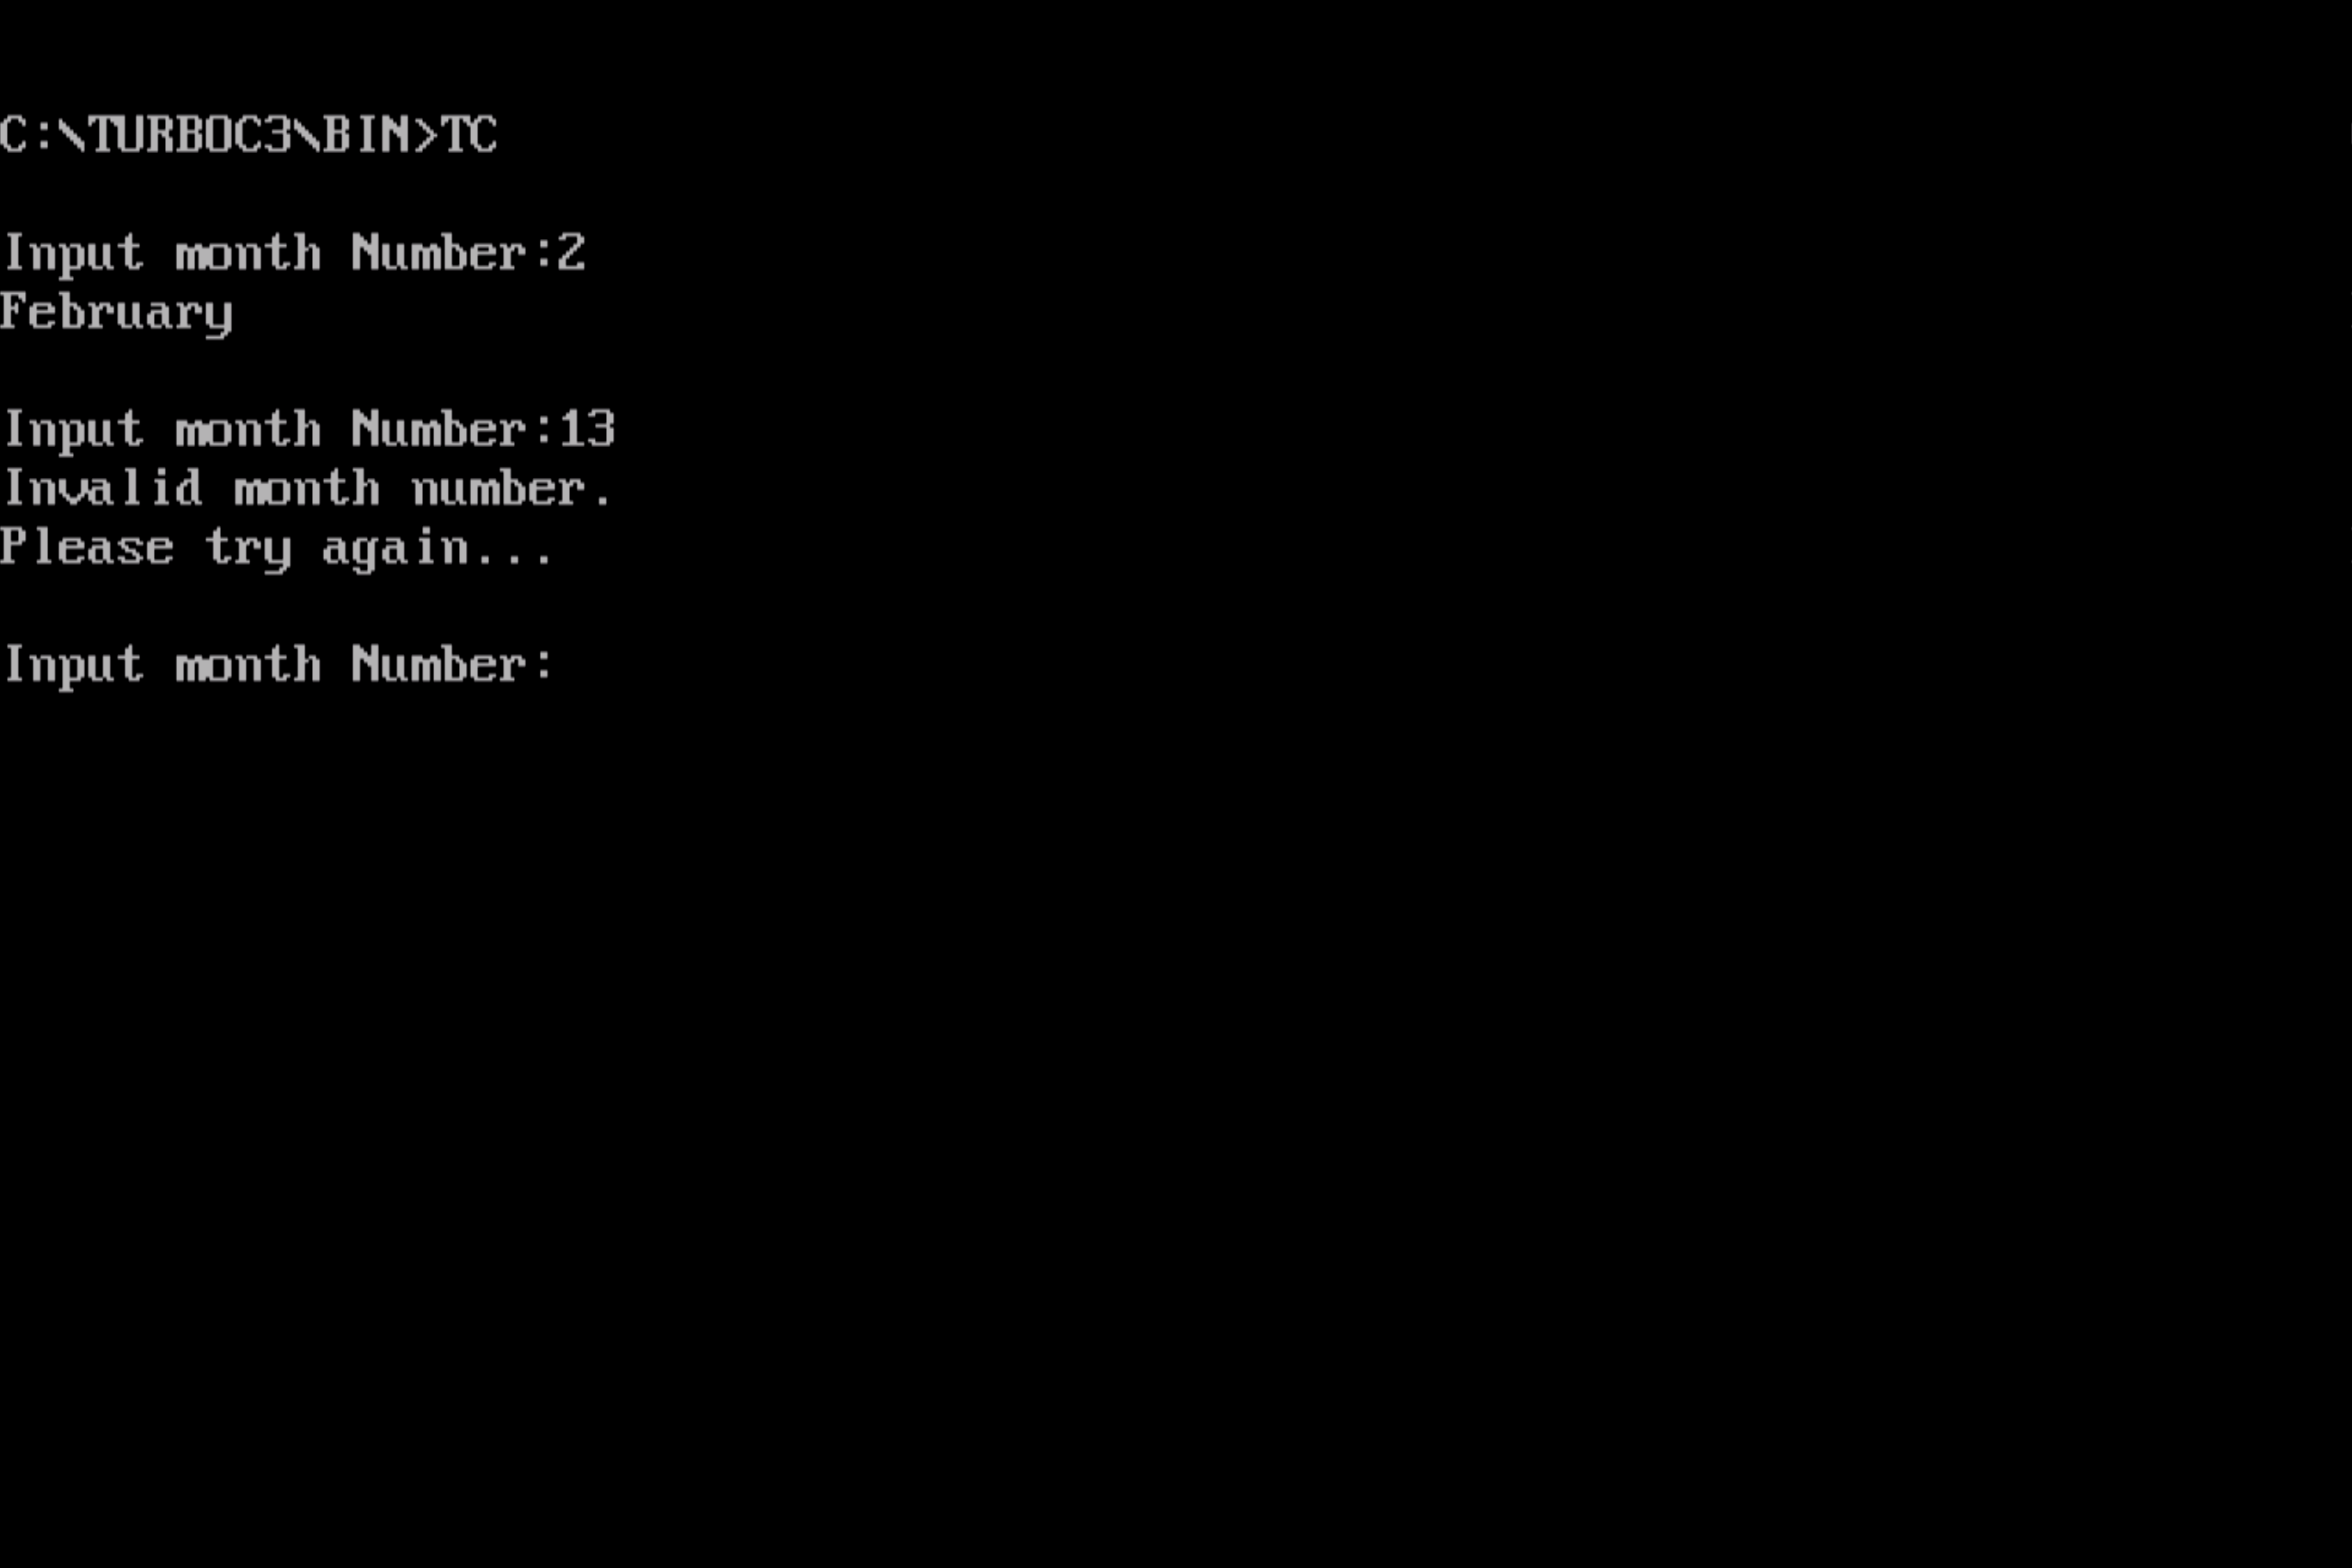 C:\TURBOC3\BIN>TC
Input month Number:2
February
Input month Number:13
Invalid month number.
Please try again...
Input month Number: